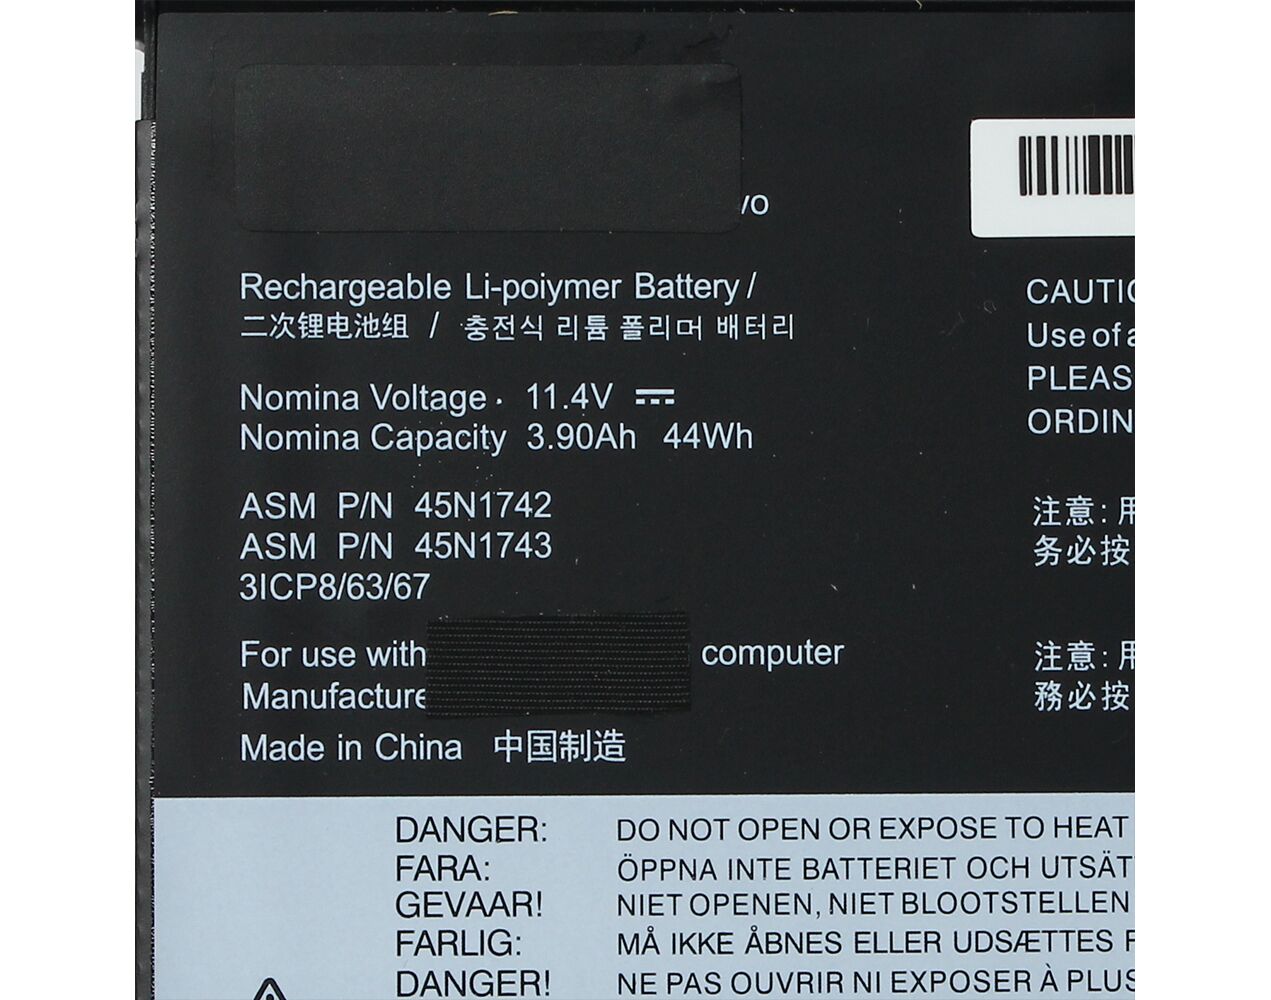 vo
Rechargeable Li-poiymer Battery /
二次锂电池组 / 충전식 리튬 폴리머 배터리
Nomina Voltage · 11.4V
Nomina Capacity 3.90Ah 44Wh
ASM P/N 45N1742
ASM P/N 45N1743
3ICP8/63/67
For use with computer
Manufacture
Made in China 中国制造
CAUTIO
Use of a
PLEAS
ORDIN
注意: 用
务必按
注意: 用
務必按
DANGER: DO NOT OPEN OR EXPOSE TO HEAT
FARA: ÖPPNA INTE BATTERIET OCH UTSÄT
GEVAAR! NIET OPENEN, NIET BLOOTSTELLEN
FARLIG: MÅ IKKE ÅBNES ELLER UDSÆTTES F
DANGER! NE PAS OUVRIR NI EXPOSER À PLUS